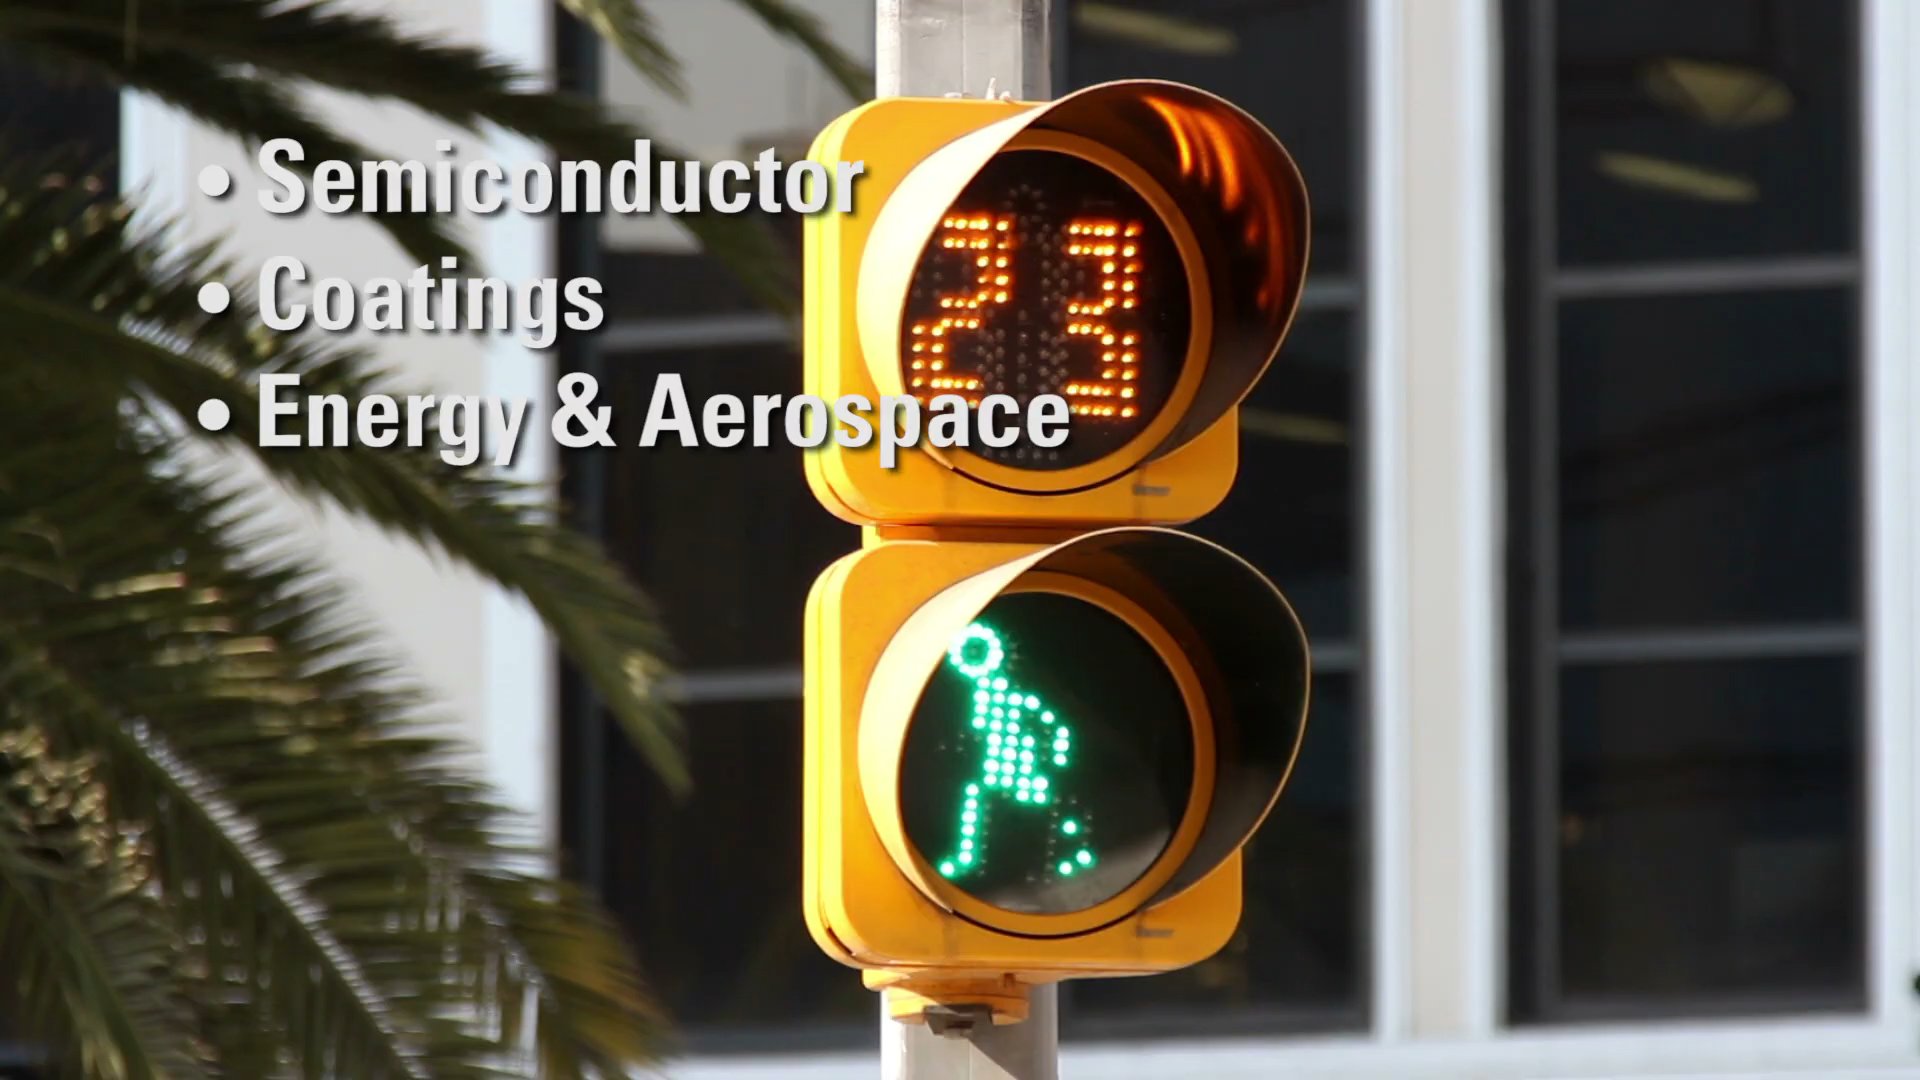 • Semiconductor
• Coatings
• Energy & Aerospace
23